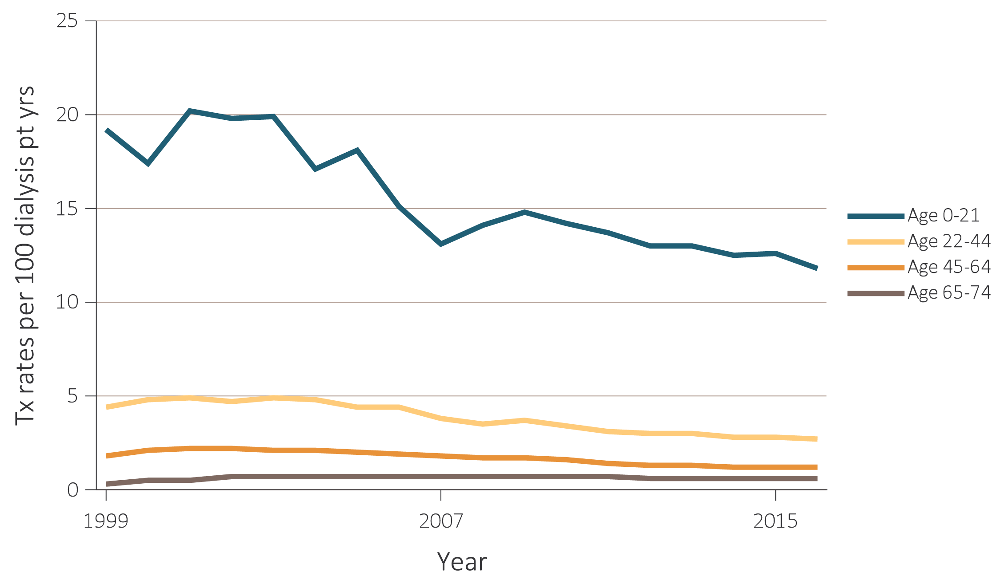 Tx rates per 100 dialysis pt yrs
25
20
15
10
5
0
1999
2007
2015
Year
Age 0-21
Age 22-44
Age 45-64
Age 65-74